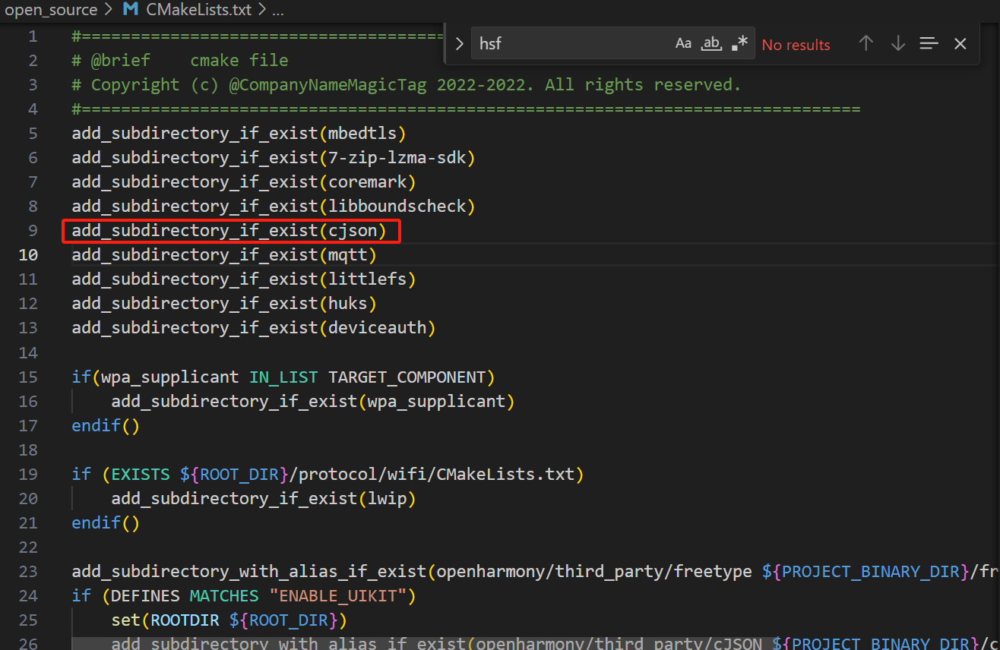 open_source > CMakeLists.txt > ...
hsf Aa ab .* No results
1 #=====================================
2 # @brief    cmake file
3 # Copyright (c) @CompanyNameMagicTag 2022-2022. All rights reserved.
4 #===============================================================================
5 add_subdirectory_if_exist(mbedtls)
6 add_subdirectory_if_exist(7-zip-lzma-sdk)
7 add_subdirectory_if_exist(coremark)
8 add_subdirectory_if_exist(libboundscheck)
9 add_subdirectory_if_exist(cjson)
10 add_subdirectory_if_exist(mqtt)
11 add_subdirectory_if_exist(littlefs)
12 add_subdirectory_if_exist(huks)
13 add_subdirectory_if_exist(deviceauth)
14
15 if(wpa_supplicant IN_LIST TARGET_COMPONENT)
16     add_subdirectory_if_exist(wpa_supplicant)
17 endif()
18
19 if (EXISTS ${ROOT_DIR}/protocol/wifi/CMakeLists.txt)
20     add_subdirectory_if_exist(lwip)
21 endif()
22
23 add_subdirectory_with_alias_if_exist(openharmony/third_party/freetype ${PROJECT_BINARY_DIR}/fr
24 if (DEFINES MATCHES "ENABLE_UIKIT")
25     set(ROOTDIR ${ROOT_DIR})
26     add_subdirectory_with_alias_if_exist(openharmony/third_party/cJSON ${PROJECT_BINARY_DIR}/c